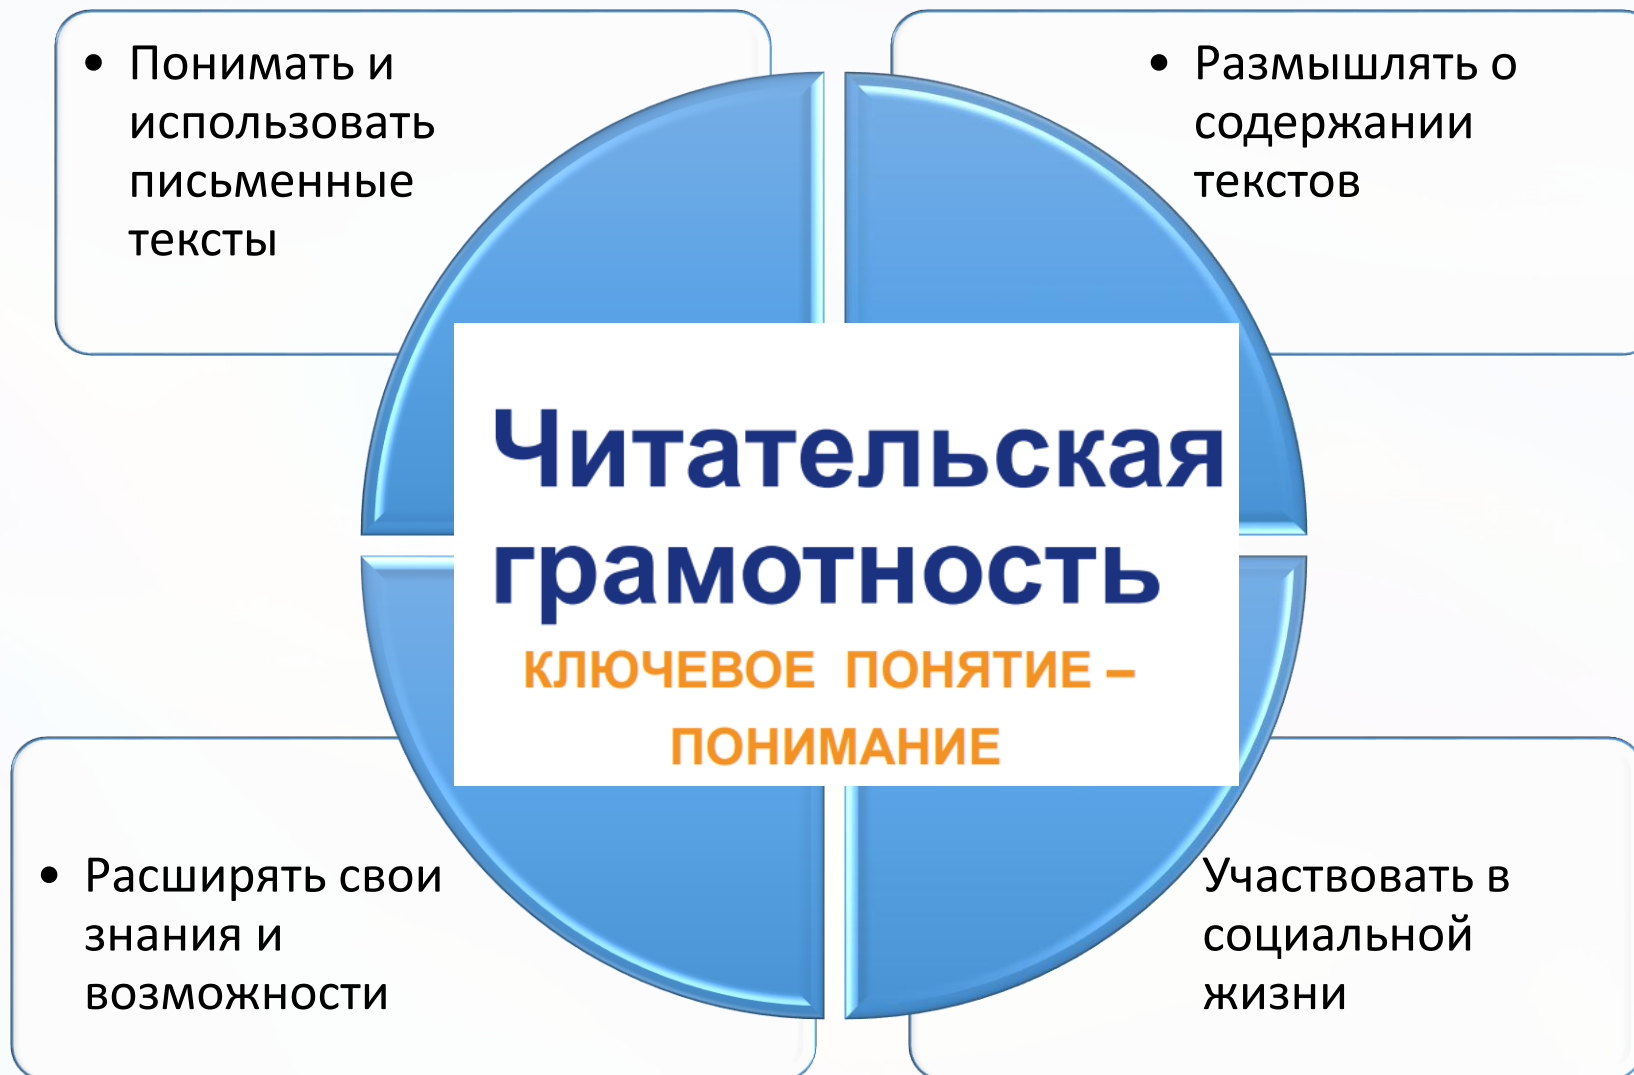 • Понимать и
использовать
письменные
тексты
• Размышлять о
содержании
текстов
Читательская
грамотность
КЛЮЧЕВОЕ ПОНЯТИЕ –
ПОНИМАНИЕ
• Расширять свои
знания и
возможности
Участвовать в
социальной
жизни